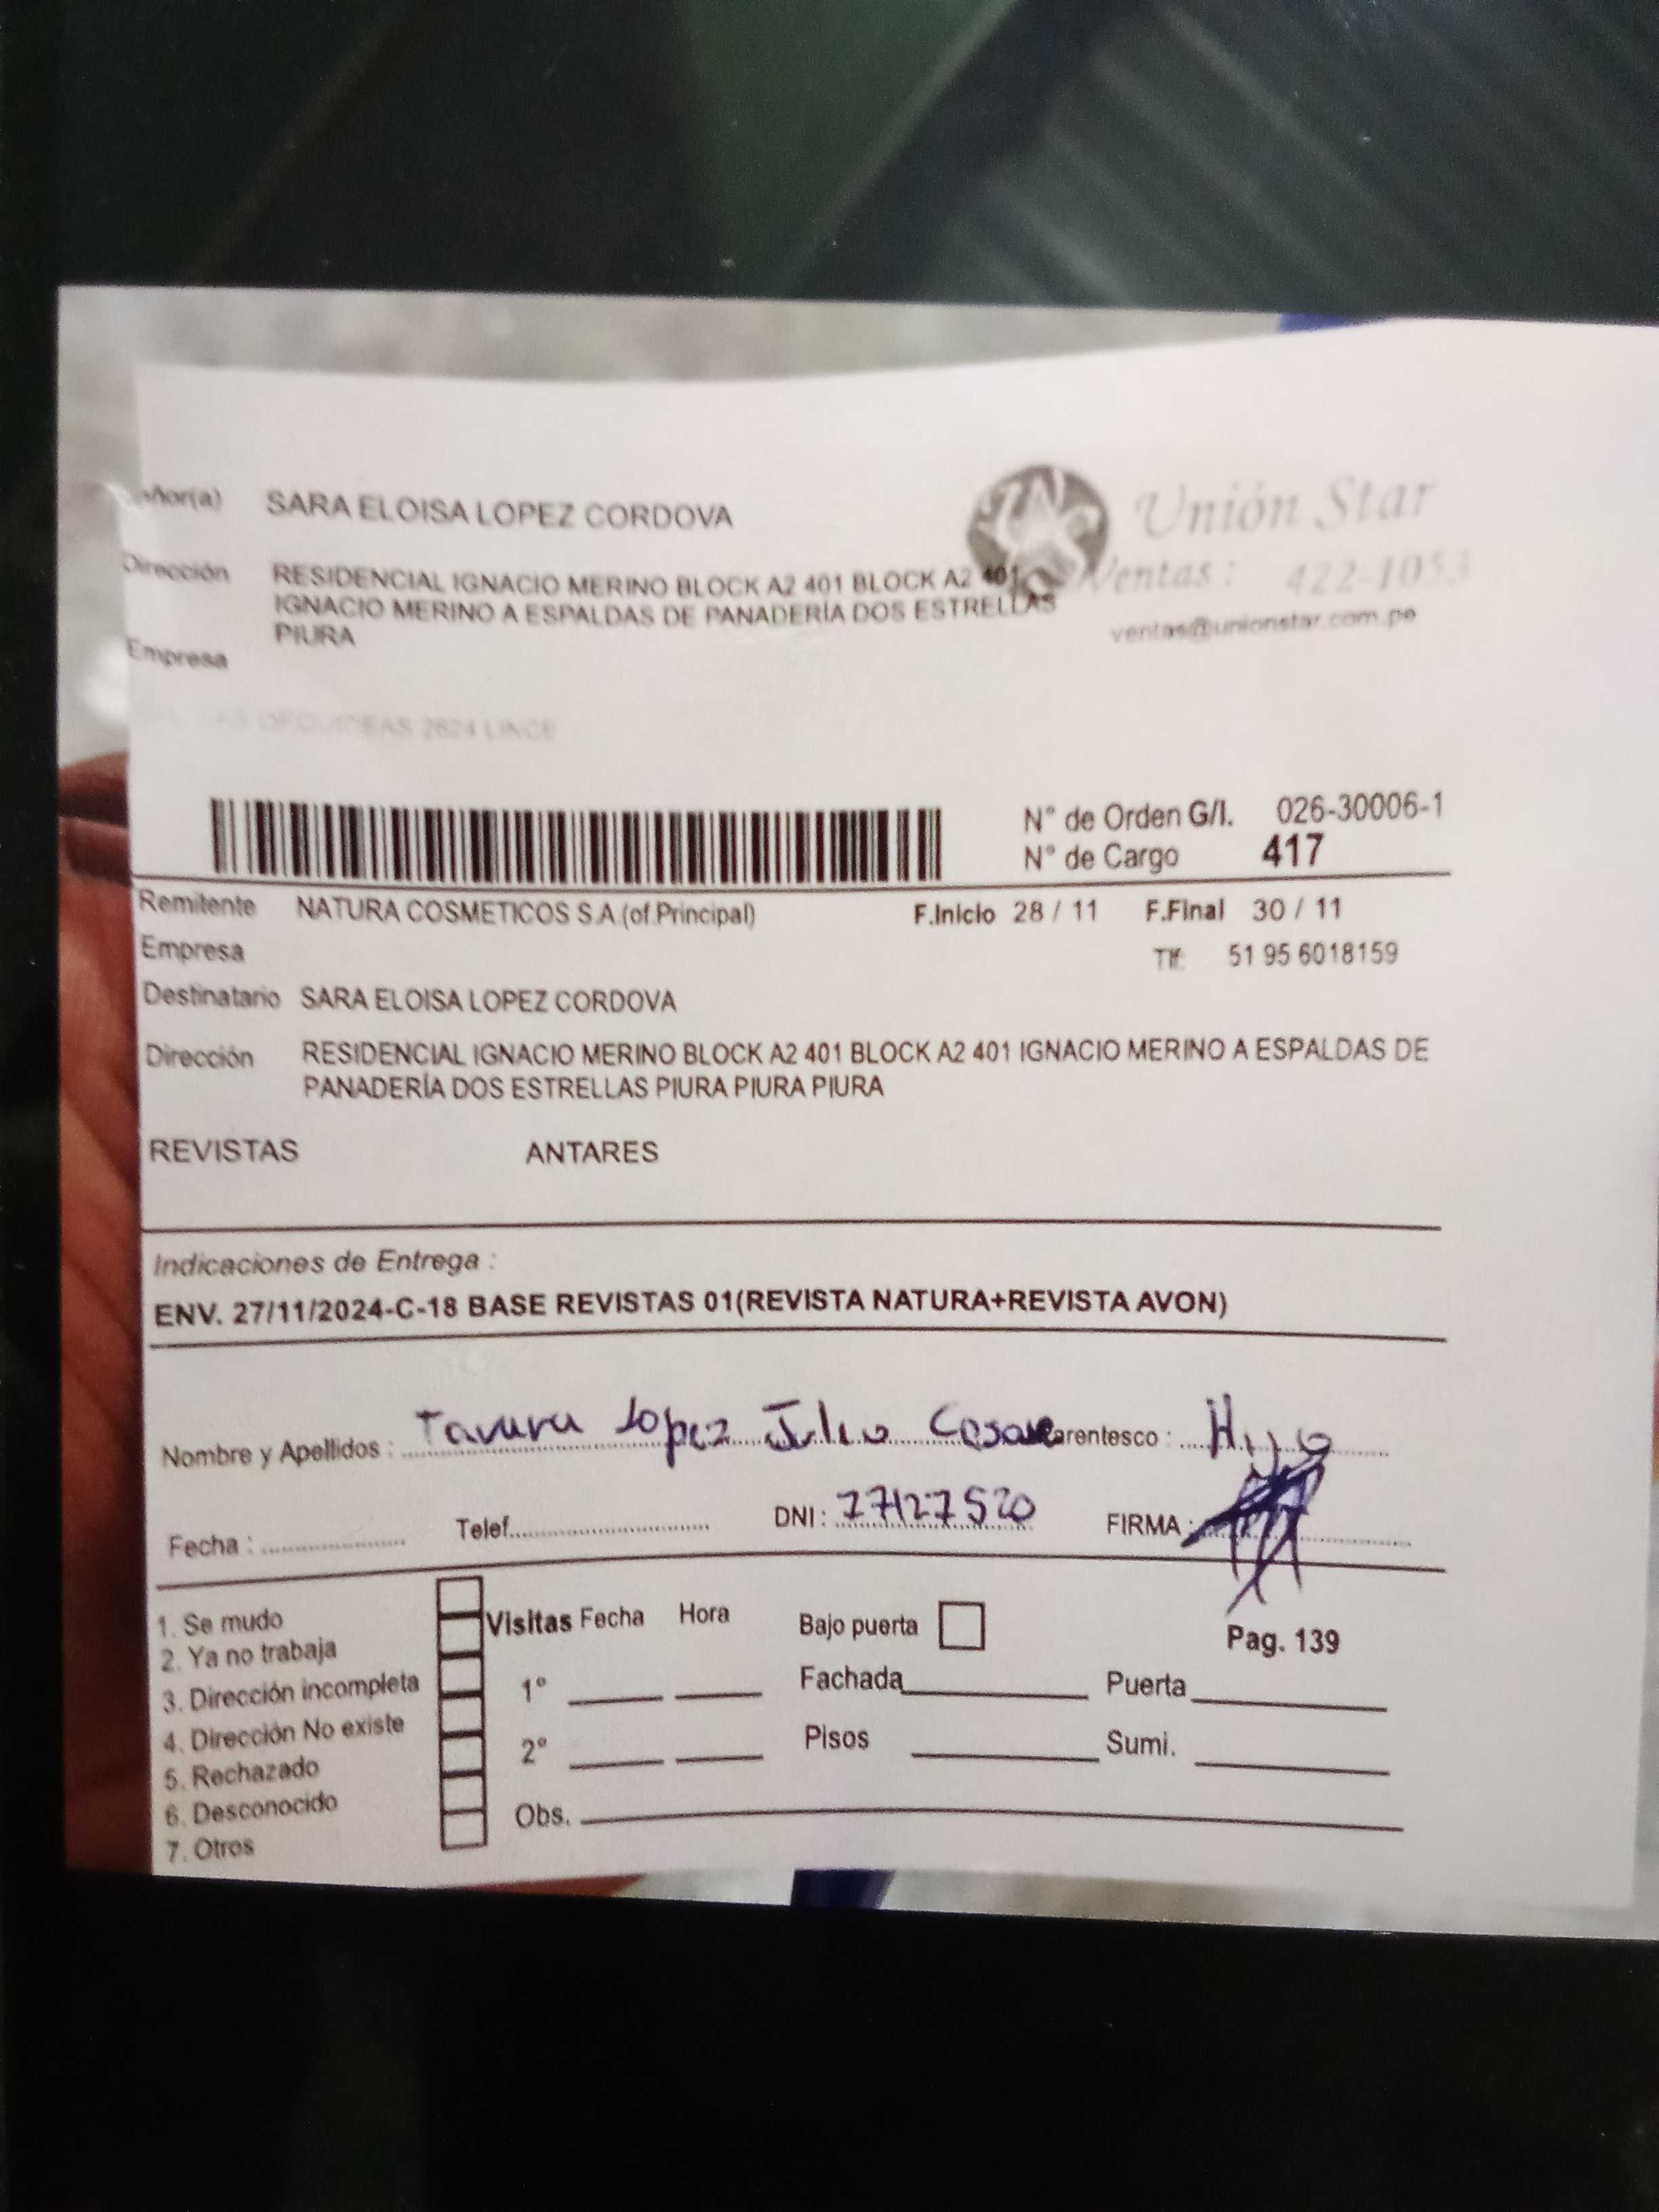 Señor(a) SARA ELOISA LOPEZ CORDOVA
Unión Star
Dirección RESIDENCIAL IGNACIO MERINO BLOCK A2 401 BLOCK A2 401
IGNACIO MERINO A ESPALDAS DE PANADERÍA DOS ESTRELLAS
PIURA
Ventas : 422-1053
ventas@unionstar.com.pe
Empresa
ORQUIDEAS 2624 LINCE
N° de Orden G/I. 026-30006-1
N° de Cargo 417
Remitente NATURA COSMETICOS S.A.(of.Principal) F.Inicio 28 / 11 F.Final 30 / 11
Empresa Tlf: 51 95 6018159
Destinatario SARA ELOISA LOPEZ CORDOVA
Dirección RESIDENCIAL IGNACIO MERINO BLOCK A2 401 BLOCK A2 401 IGNACIO MERINO A ESPALDAS DE
PANADERÍA DOS ESTRELLAS PIURA PIURA PIURA
REVISTAS ANTARES
Indicaciones de Entrega :
ENV. 27/11/2024-C-18 BASE REVISTAS 01(REVISTA NATURA+REVISTA AVON)
Nombre y Apellidos : Tavara Lopez Julio Cesar Parentesco : Hijo
Fecha : Telef. DNI : 77127520 FIRMA :
1. Se mudo
2. Ya no trabaja
3. Dirección incompleta
4. Dirección No existe
5. Rechazado
6. Desconocido
7. Otros
Visitas Fecha Hora Bajo puerta Pag. 139
1° Fachada Puerta
2° Pisos Sumi.
Obs.